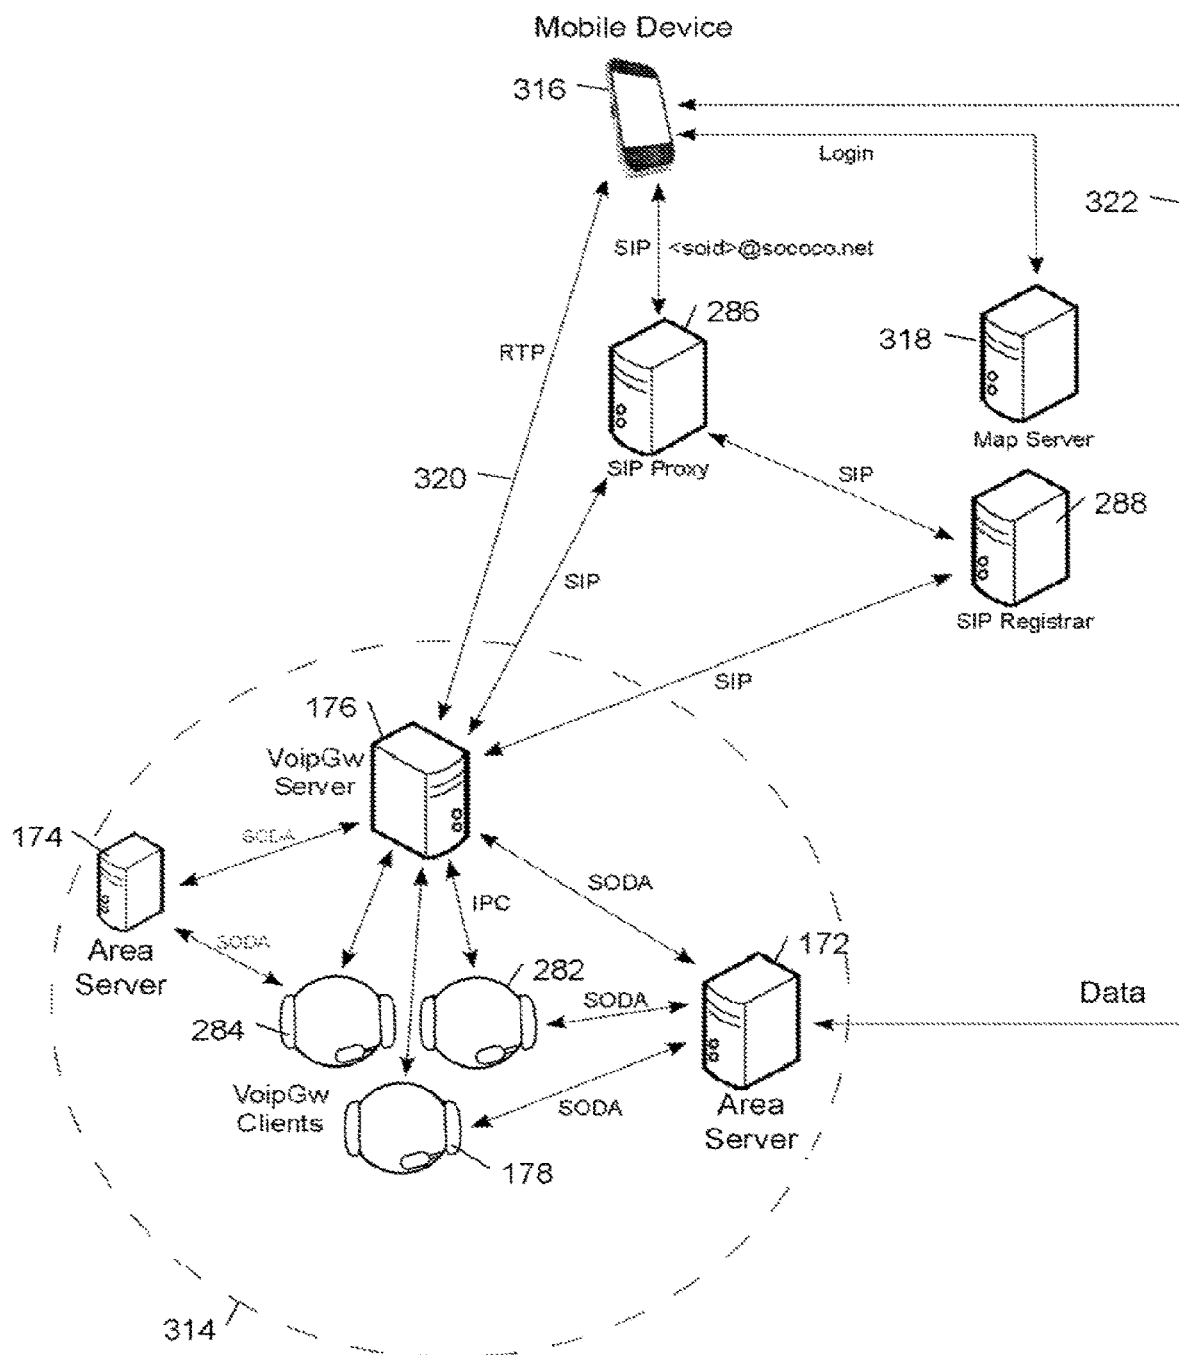 Mobile Device
316
Login
322
SIP <soid>@sococo.net
286
318
RTP
Map Server
SIP Proxy
320
SIP
288
SIP
SIP Registrar
SIP
176
VoipGw
Server
174
SODA
SODA
IPC
SODA
172
Area
Server
282
SODA
Data
284
VoipGw
Clients
SODA
Area
Server
178
314